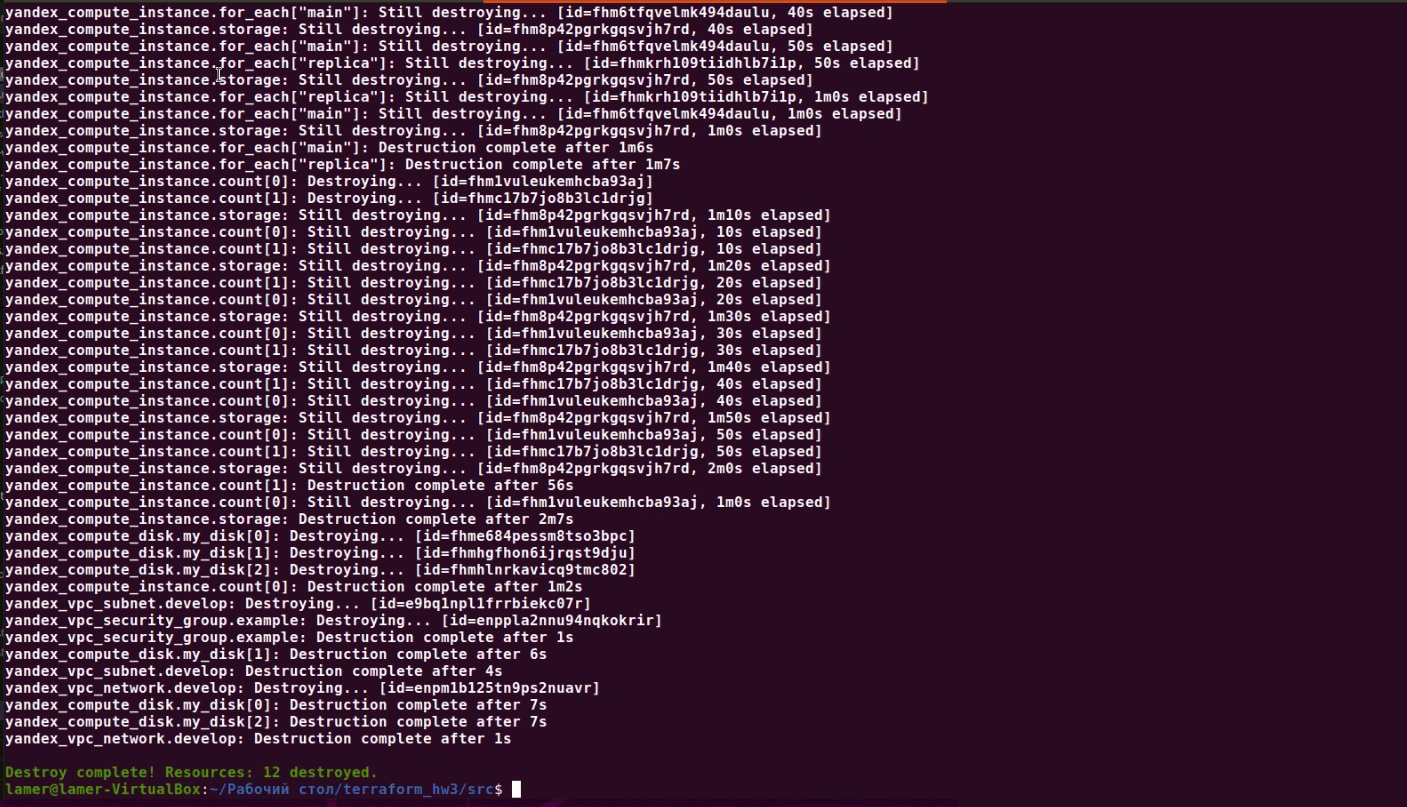 yandex_compute_instance.for_each["main"]: Still destroying... [id=fhm6tfqvelmk494daulu, 40s elapsed]
yandex_compute_instance.storage: Still destroying... [id=fhm8p42pgrkgqsvjh7rd, 40s elapsed]
yandex_compute_instance.for_each["main"]: Still destroying... [id=fhm6tfqvelmk494daulu, 50s elapsed]
yandex_compute_instance.for_each["replica"]: Still destroying... [id=fhmkrh109tiidhlb7i1p, 50s elapsed]
yandex_compute_instance.storage: Still destroying... [id=fhm8p42pgrkgqsvjh7rd, 50s elapsed]
yandex_compute_instance.for_each["replica"]: Still destroying... [id=fhmkrh109tiidhlb7i1p, 1m0s elapsed]
yandex_compute_instance.for_each["main"]: Still destroying... [id=fhm6tfqvelmk494daulu, 1m0s elapsed]
yandex_compute_instance.storage: Still destroying... [id=fhm8p42pgrkgqsvjh7rd, 1m0s elapsed]
yandex_compute_instance.for_each["main"]: Destruction complete after 1m6s
yandex_compute_instance.for_each["replica"]: Destruction complete after 1m7s
yandex_compute_instance.count[0]: Destroying... [id=fhm1vuleukemhcba93aj]
yandex_compute_instance.count[1]: Destroying... [id=fhmc17b7jo8b3lc1drjg]
yandex_compute_instance.storage: Still destroying... [id=fhm8p42pgrkgqsvjh7rd, 1m10s elapsed]
yandex_compute_instance.count[0]: Still destroying... [id=fhm1vuleukemhcba93aj, 10s elapsed]
yandex_compute_instance.count[1]: Still destroying... [id=fhmc17b7jo8b3lc1drjg, 10s elapsed]
yandex_compute_instance.storage: Still destroying... [id=fhm8p42pgrkgqsvjh7rd, 1m20s elapsed]
yandex_compute_instance.count[1]: Still destroying... [id=fhmc17b7jo8b3lc1drjg, 20s elapsed]
yandex_compute_instance.count[0]: Still destroying... [id=fhm1vuleukemhcba93aj, 20s elapsed]
yandex_compute_instance.storage: Still destroying... [id=fhm8p42pgrkgqsvjh7rd, 1m30s elapsed]
yandex_compute_instance.count[0]: Still destroying... [id=fhm1vuleukemhcba93aj, 30s elapsed]
yandex_compute_instance.count[1]: Still destroying... [id=fhmc17b7jo8b3lc1drjg, 30s elapsed]
yandex_compute_instance.storage: Still destroying... [id=fhm8p42pgrkgqsvjh7rd, 1m40s elapsed]
yandex_compute_instance.count[1]: Still destroying... [id=fhmc17b7jo8b3lc1drjg, 40s elapsed]
yandex_compute_instance.count[0]: Still destroying... [id=fhm1vuleukemhcba93aj, 40s elapsed]
yandex_compute_instance.storage: Still destroying... [id=fhm8p42pgrkgqsvjh7rd, 1m50s elapsed]
yandex_compute_instance.count[0]: Still destroying... [id=fhm1vuleukemhcba93aj, 50s elapsed]
yandex_compute_instance.count[1]: Still destroying... [id=fhmc17b7jo8b3lc1drjg, 50s elapsed]
yandex_compute_instance.storage: Still destroying... [id=fhm8p42pgrkgqsvjh7rd, 2m0s elapsed]
yandex_compute_instance.count[1]: Destruction complete after 56s
yandex_compute_instance.count[0]: Still destroying... [id=fhm1vuleukemhcba93aj, 1m0s elapsed]
yandex_compute_instance.storage: Destruction complete after 2m7s
yandex_compute_disk.my_disk[0]: Destroying... [id=fhme684pessm8tso3bpc]
yandex_compute_disk.my_disk[1]: Destroying... [id=fhmhgfhon6ijrqst9dju]
yandex_compute_disk.my_disk[2]: Destroying... [id=fhmhlnrkavicq9tmc802]
yandex_compute_instance.count[0]: Destruction complete after 1m2s
yandex_vpc_subnet.develop: Destroying... [id=e9bq1npl1frrbiekc07r]
yandex_vpc_security_group.example: Destroying... [id=enppla2nnu94nqkokrir]
yandex_vpc_security_group.example: Destruction complete after 1s
yandex_compute_disk.my_disk[1]: Destruction complete after 6s
yandex_vpc_subnet.develop: Destruction complete after 4s
yandex_vpc_network.develop: Destroying... [id=enpm1b125tn9ps2nuavr]
yandex_compute_disk.my_disk[0]: Destruction complete after 7s
yandex_compute_disk.my_disk[2]: Destruction complete after 7s
yandex_vpc_network.develop: Destruction complete after 1s
Destroy complete! Resources: 12 destroyed.
lamer@lamer-VirtualBox:~/Рабочий стол/terraform_hw3/src$